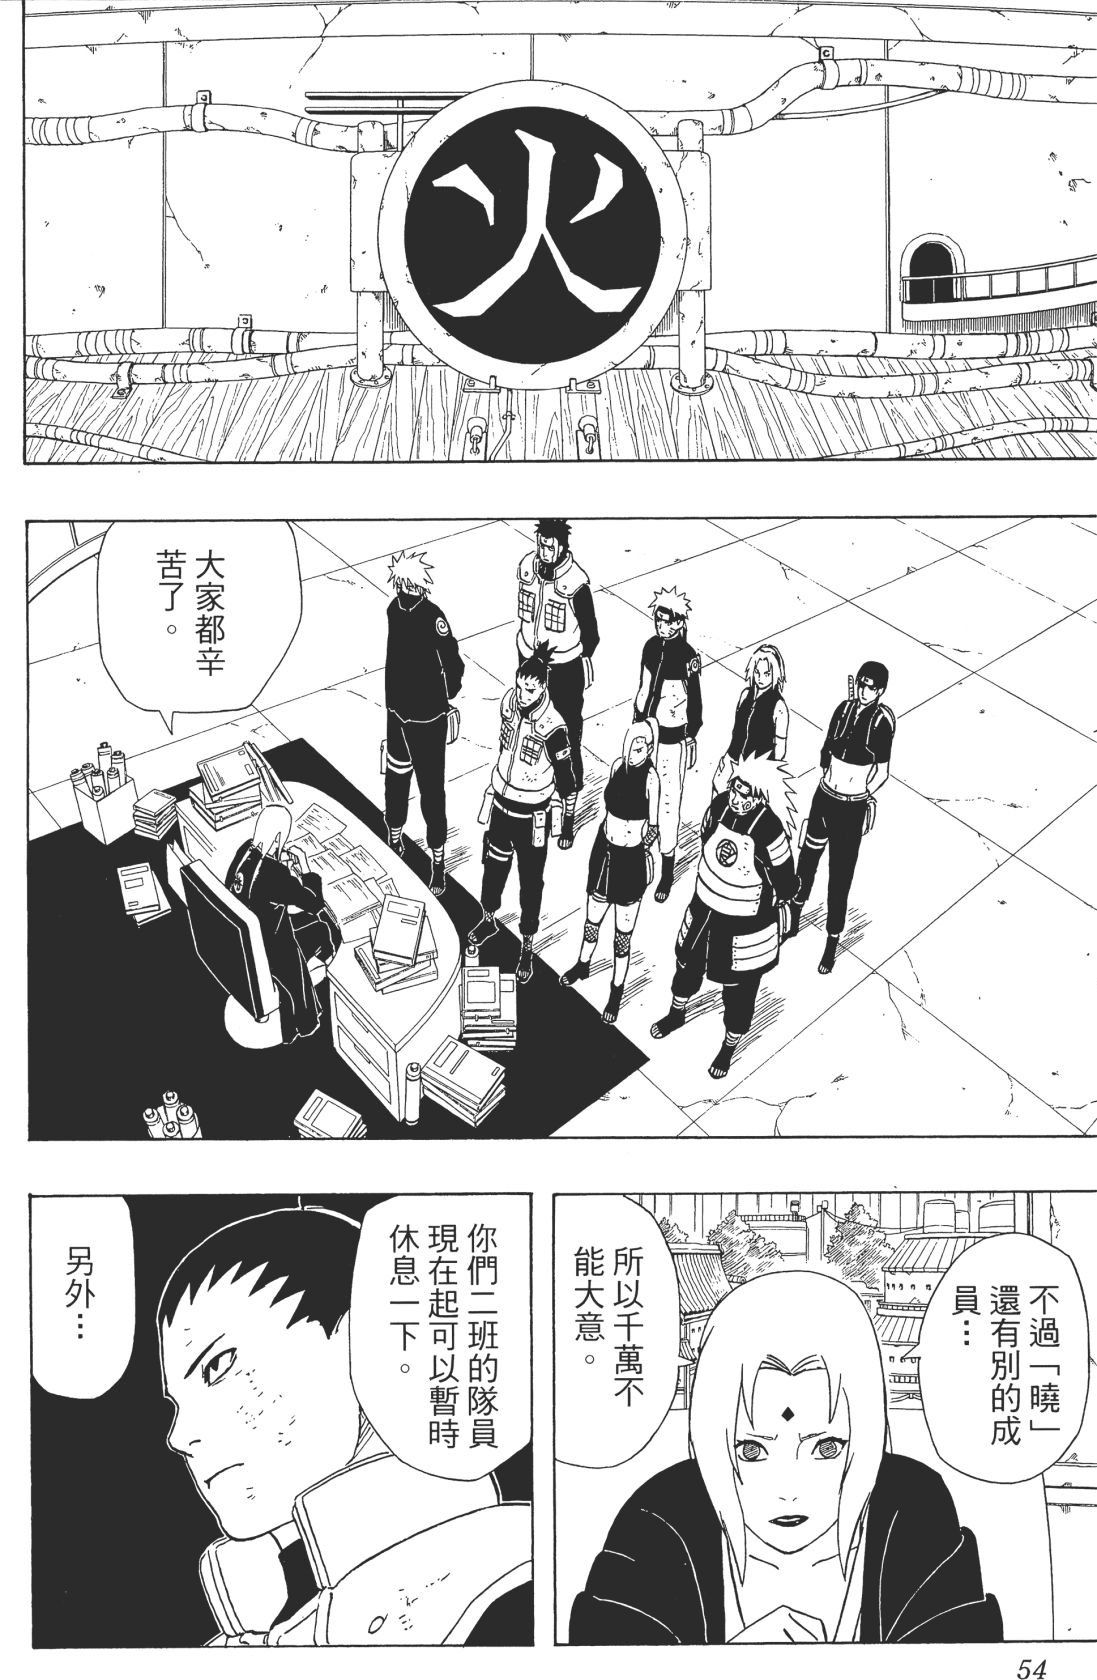 火
大家都辛
苦了。
不過「曉」
還有別的成
員…
所以千萬不
能大意。
你們二班的隊員
現在起可以暫時
休息一下。
另外…
54